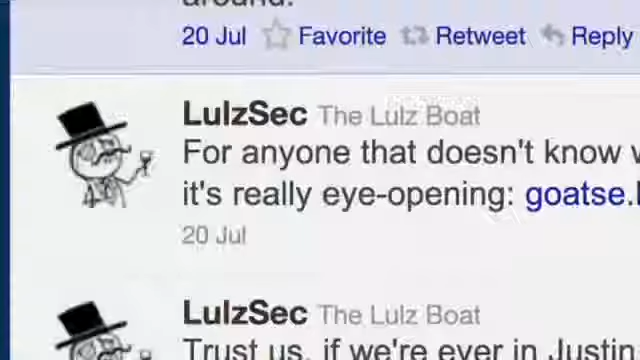 around.
20 Jul Favorite Retweet Reply
LulzSec The Lulz Boat
For anyone that doesn't know
it's really eye-opening: goatse.
20 Jul
LulzSec The Lulz Boat
Trust us, if we're ever in Justin